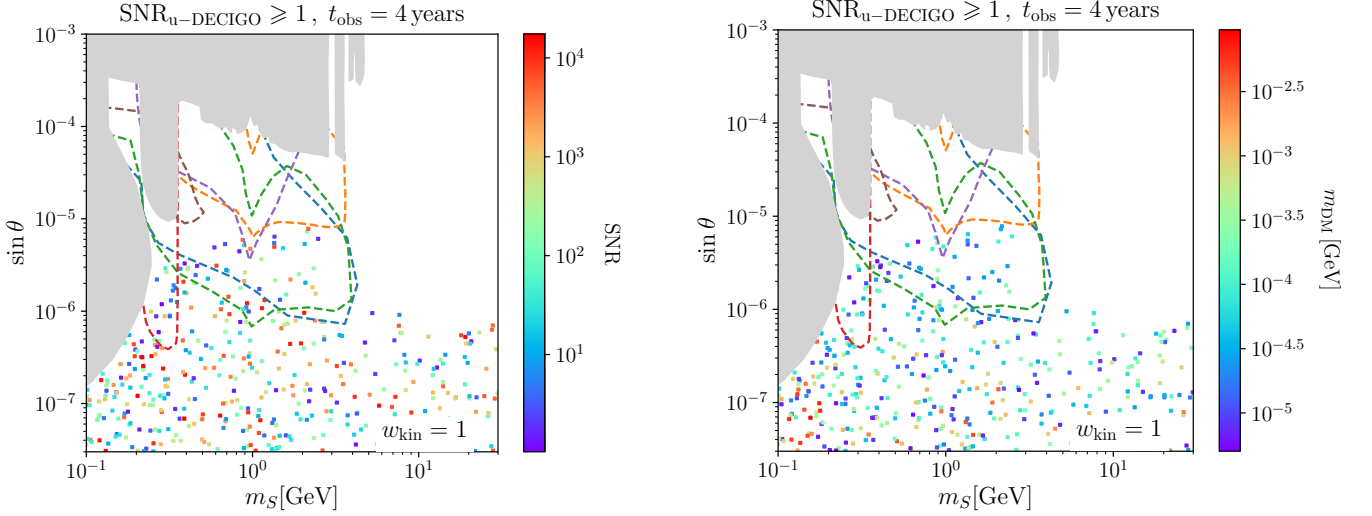 SNR_u−DECIGO ⩾ 1 , t_obs = 4 years
10^−3
10^−4
10^−5
10^−6
10^−7
sin θ
10^−1
10^0
10^1
m_S[GeV]
w_kin = 1
10^4
10^3
10^2
10^1
SNR
SNR_u−DECIGO ⩾ 1 , t_obs = 4 years
10^−3
10^−4
10^−5
10^−6
10^−7
sin θ
10^−1
10^0
10^1
m_S[GeV]
w_kin = 1
10^−2.5
10^−3
10^−3.5
10^−4
10^−4.5
10^−5
m_DM [GeV]